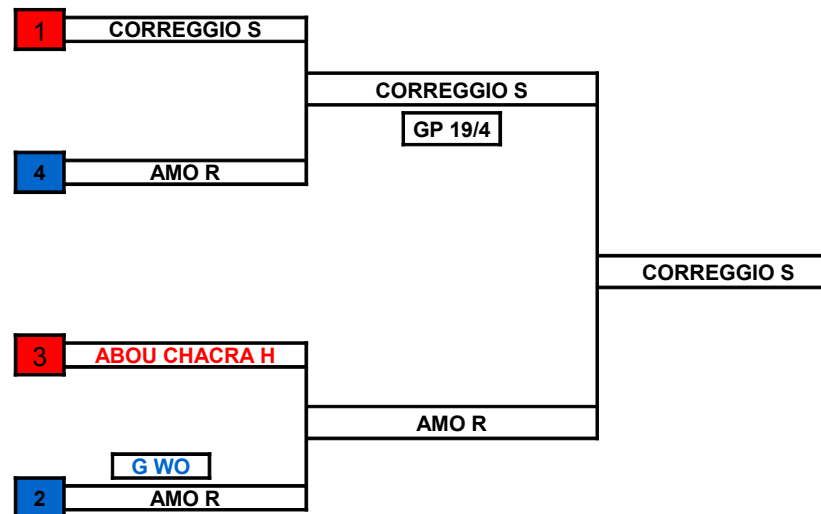 1 CORREGGIO S
CORREGGIO S
GP 19/4
4 AMO R
CORREGGIO S
3 ABOU CHACRA H
AMO R
G WO
2 AMO R